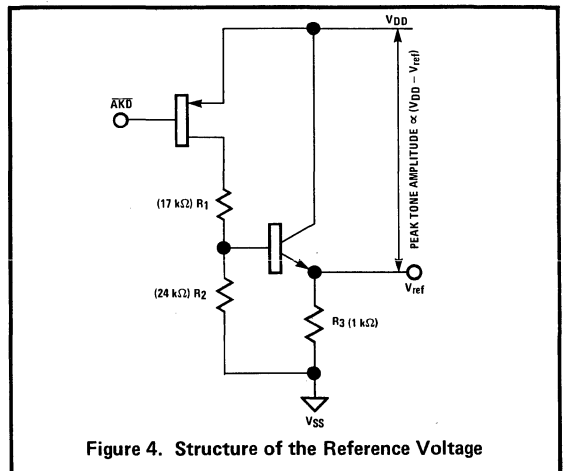 VDD
AKD
PEAK TONE AMPLITUDE ∝ (VDD – Vref)
(17 kΩ) R1
(24 kΩ) R2
Vref
R3 (1 kΩ)
VSS
Figure 4. Structure of the Reference Voltage